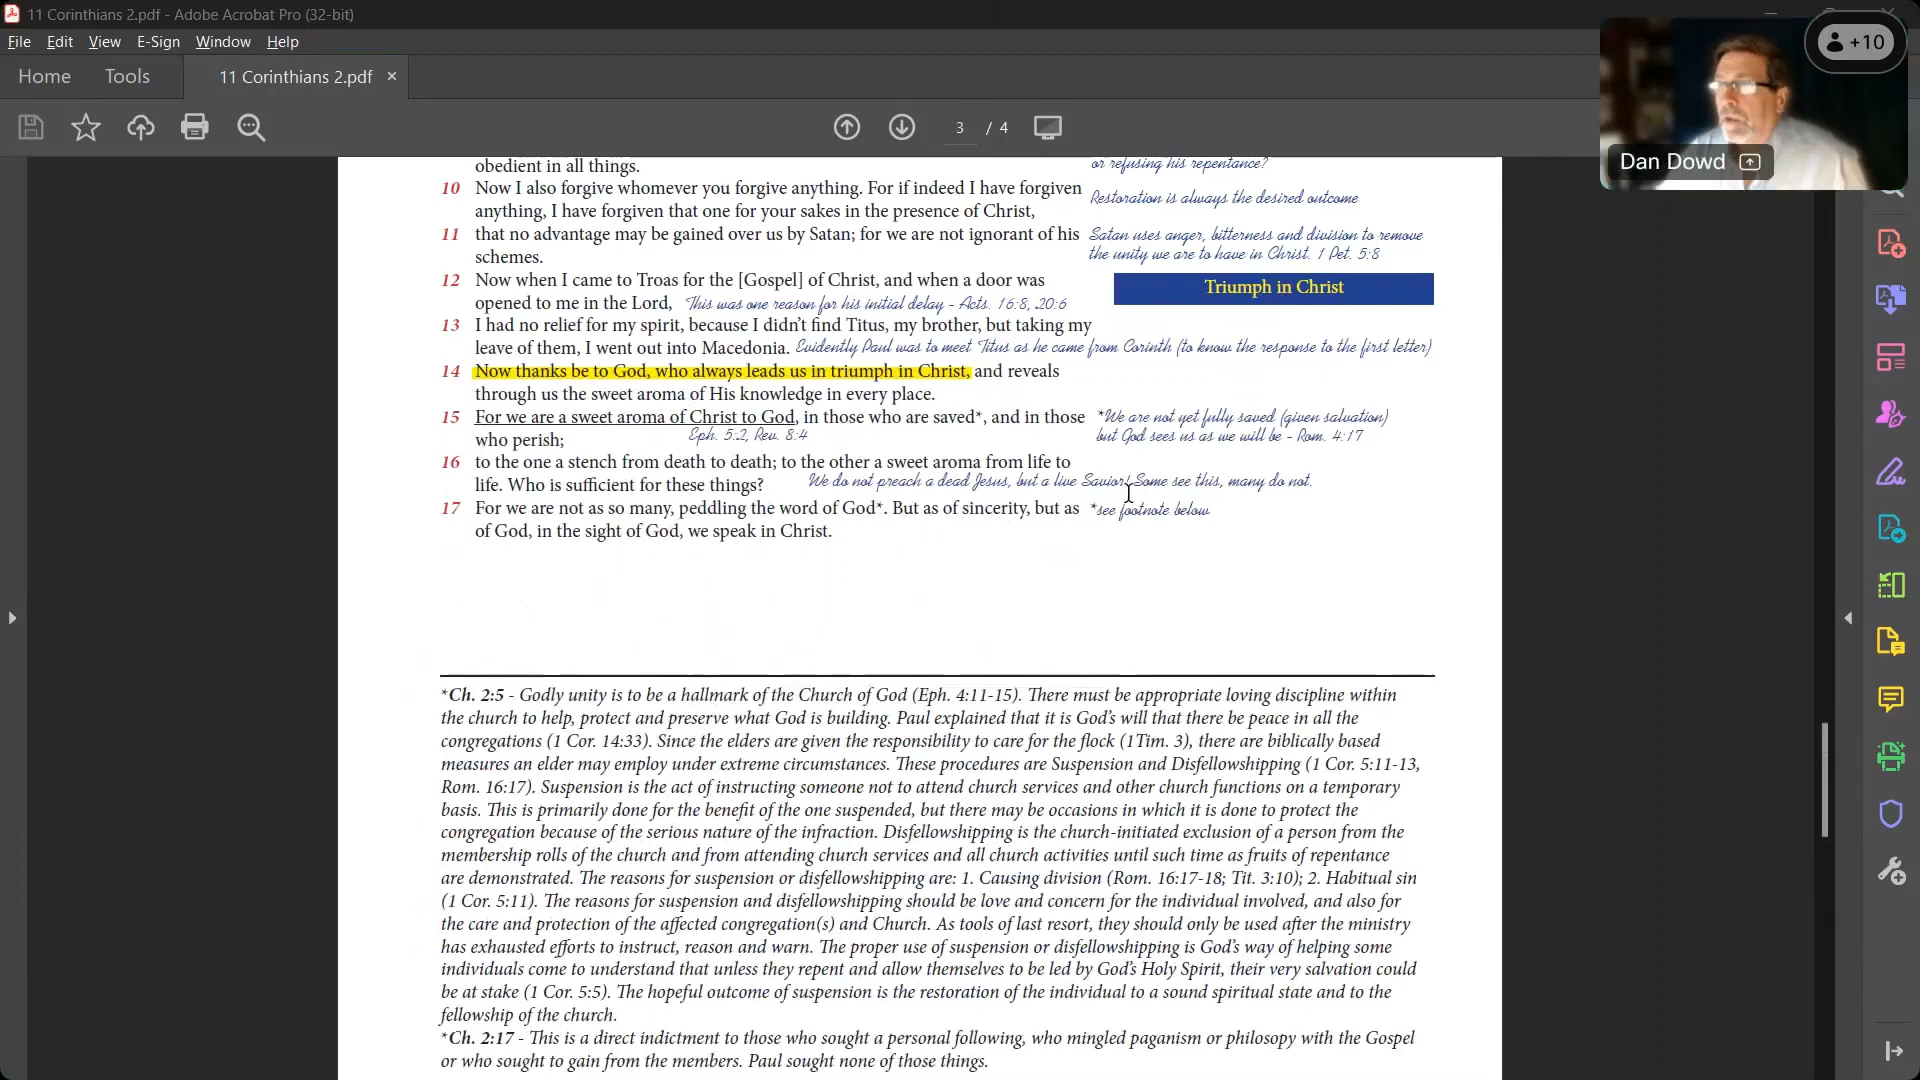 11 Corinthians 2.pdf - Adobe Acrobat Pro (32-bit)
File Edit View E-Sign Window Help
Home Tools 11 Corinthians 2.pdf ×
+10
3 / 4
Dan Dowd
obedient in all things. or refusing his repentance?
10 Now I also forgive whomever you forgive anything. For if indeed I have forgiven
anything, I have forgiven that one for your sakes in the presence of Christ, Restoration is always the desired outcome
11 that no advantage may be gained over us by Satan; for we are not ignorant of his Satan uses anger, bitterness and division to remove
schemes. the unity we are to have in Christ. 1 Pet. 5:8
12 Now when I came to Troas for the [Gospel] of Christ, and when a door was Triumph in Christ
opened to me in the Lord, This was one reason for his initial delay - Acts. 16:8, 20:6
13 I had no relief for my spirit, because I didn't find Titus, my brother, but taking my
leave of them, I went out into Macedonia. Evidently Paul was to meet Titus as he came from Corinth (to know the response to the first letter)
14 Now thanks be to God, who always leads us in triumph in Christ, and reveals
through us the sweet aroma of His knowledge in every place.
15 For we are a sweet aroma of Christ to God, in those who are saved*, and in those *We are not yet fully saved (given salvation)
who perish; Eph. 5:2, Rev. 8:4 but God sees us as we will be - Rom. 4:17
16 to the one a stench from death to death; to the other a sweet aroma from life to
life. Who is sufficient for these things? We do not preach a dead Jesus, but a live Savior! Some see this, many do not.
17 For we are not as so many, peddling the word of God*. But as of sincerity, but as *see footnote below
of God, in the sight of God, we speak in Christ.
*Ch. 2:5 - Godly unity is to be a hallmark of the Church of God (Eph. 4:11-15). There must be appropriate loving discipline within
the church to help, protect and preserve what God is building. Paul explained that it is God's will that there be peace in all the
congregations (1 Cor. 14:33). Since the elders are given the responsibility to care for the flock (1Tim. 3), there are biblically based
measures an elder may employ under extreme circumstances. These procedures are Suspension and Disfellowshipping (1 Cor. 5:11-13,
Rom. 16:17). Suspension is the act of instructing someone not to attend church services and other church functions on a temporary
basis. This is primarily done for the benefit of the one suspended, but there may be occasions in which it is done to protect the
congregation because of the serious nature of the infraction. Disfellowshipping is the church-initiated exclusion of a person from the
membership rolls of the church and from attending church services and all church activities until such time as fruits of repentance
are demonstrated. The reasons for suspension or disfellowshipping are: 1. Causing division (Rom. 16:17-18; Tit. 3:10); 2. Habitual sin
(1 Cor. 5:11). The reasons for suspension and disfellowshipping should be love and concern for the individual involved, and also for
the care and protection of the affected congregation(s) and Church. As tools of last resort, they should only be used after the ministry
has exhausted efforts to instruct, reason and warn. The proper use of suspension or disfellowshipping is God's way of helping some
individuals come to understand that unless they repent and allow themselves to be led by God's Holy Spirit, their very salvation could
be at stake (1 Cor. 5:5). The hopeful outcome of suspension is the restoration of the individual to a sound spiritual state and to the
fellowship of the church.
*Ch. 2:17 - This is a direct indictment to those who sought a personal following, who mingled paganism or philosopy with the Gospel
or who sought to gain from the members. Paul sought none of those things.